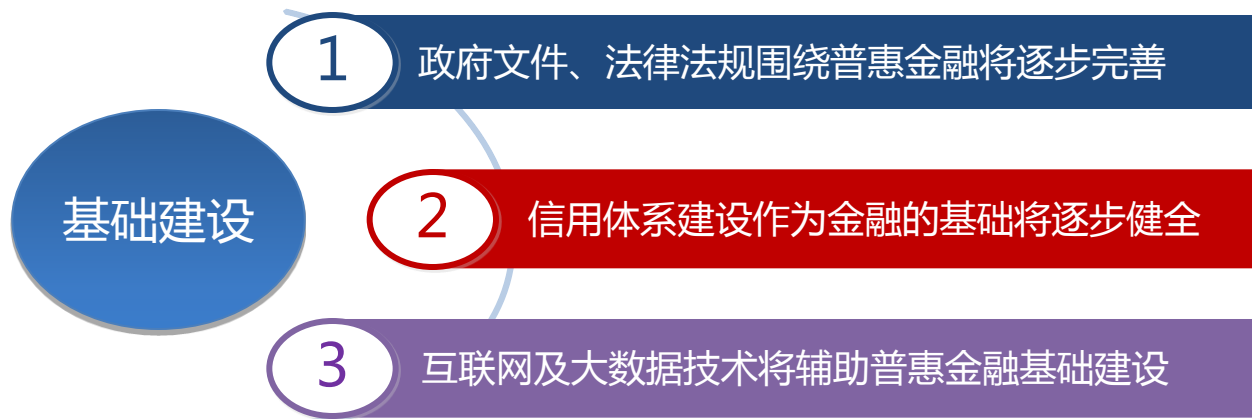 基础建设
1
政府文件、法律法规围绕普惠金融将逐步完善
2
信用体系建设作为金融的基础将逐步健全
3
互联网及大数据技术将辅助普惠金融基础建设